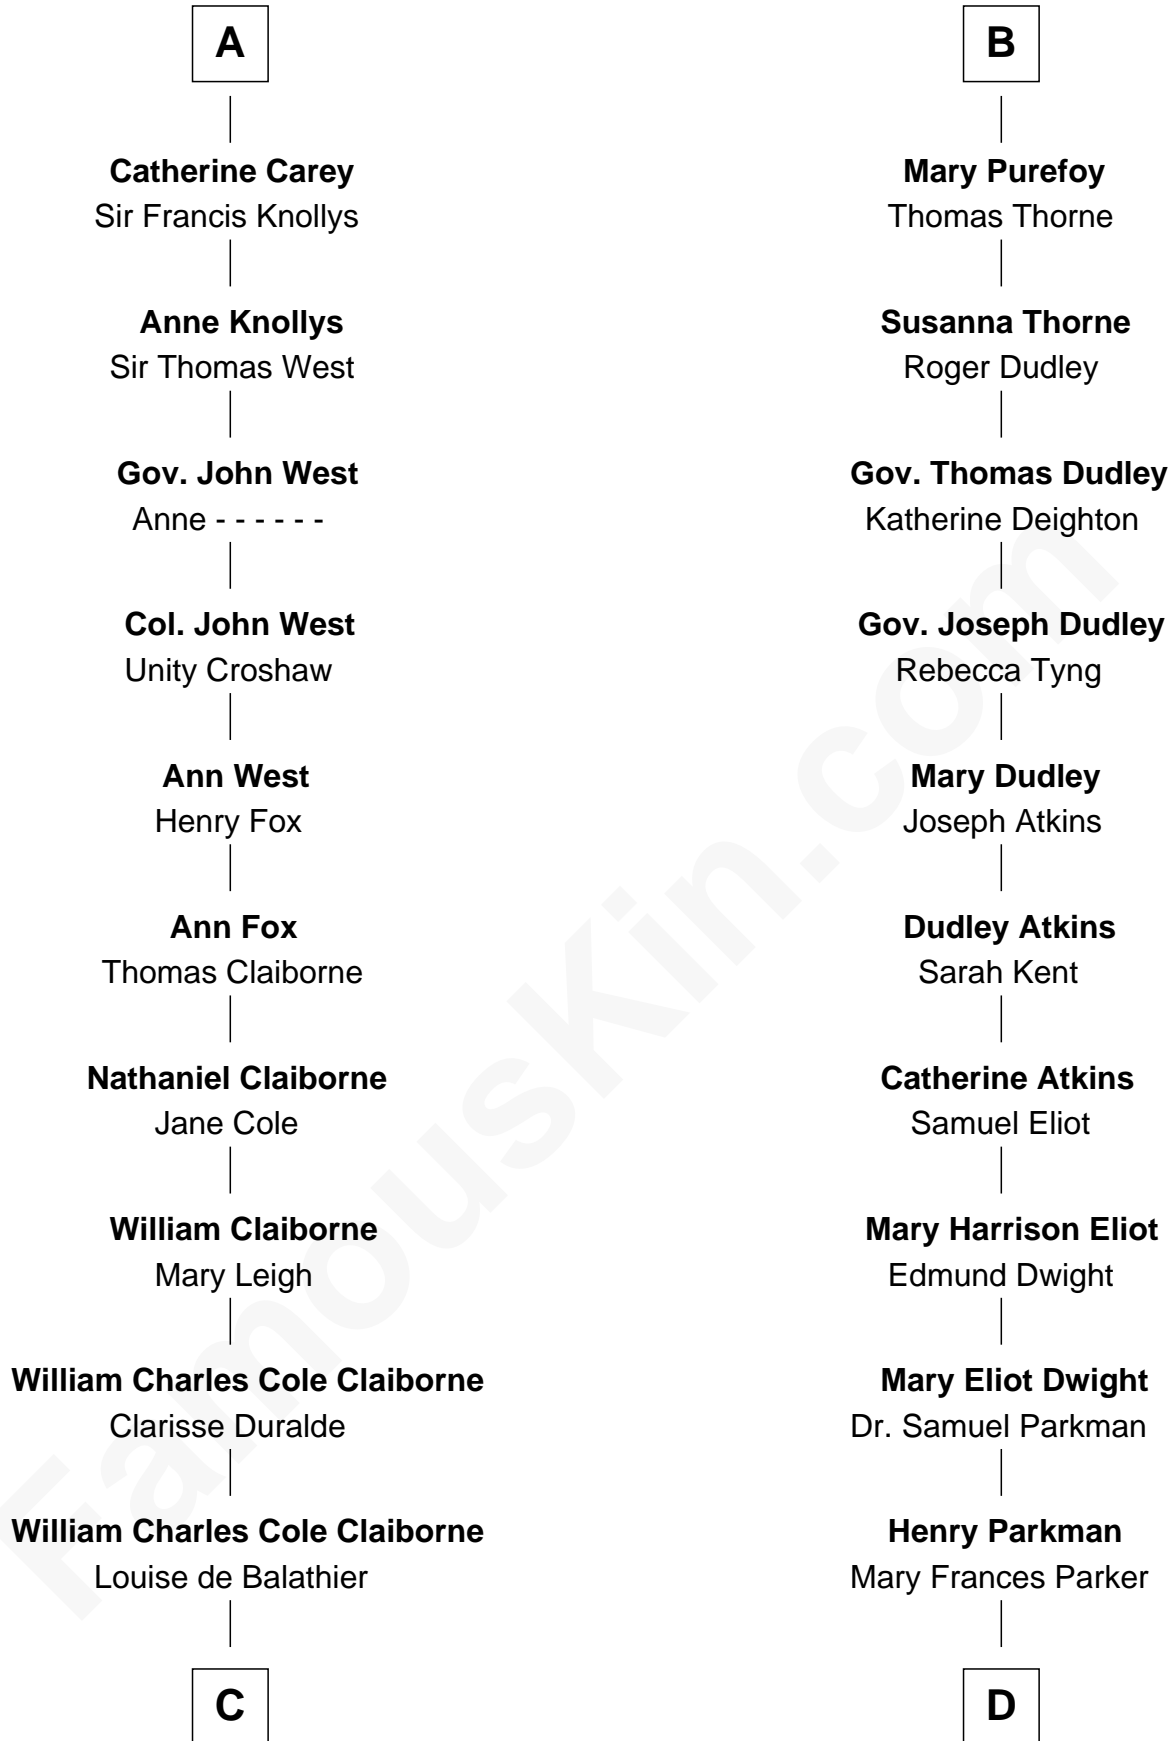 A
Catherine Carey
Sir Francis Knollys
Anne Knollys
Sir Thomas West
Gov. John West
Anne - - - - - -
Col. John West
Unity Croshaw
Ann West
Henry Fox
Ann Fox
Thomas Claiborne
Nathaniel Claiborne
Jane Cole
William Claiborne
Mary Leigh
William Charles Cole Claiborne
Clarisse Duralde
William Charles Cole Claiborne
Louise de Balathier
C
B
Mary Purefoy
Thomas Thorne
Susanna Thorne
Roger Dudley
Gov. Thomas Dudley
Katherine Deighton
Gov. Joseph Dudley
Rebecca Tyng
Mary Dudley
Joseph Atkins
Dudley Atkins
Sarah Kent
Catherine Atkins
Samuel Eliot
Mary Harrison Eliot
Edmund Dwight
Mary Eliot Dwight
Dr. Samuel Parkman
Henry Parkman
Mary Frances Parker
D
FamousKin.com